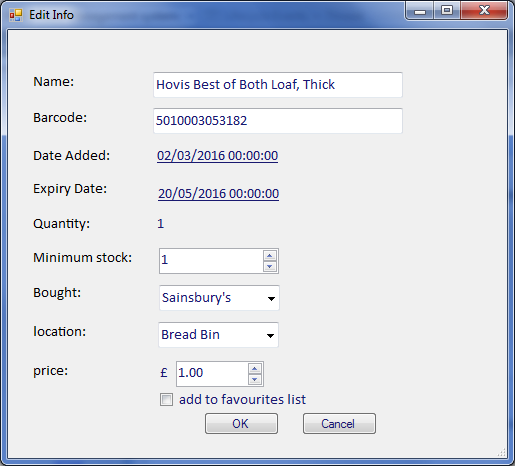 Edit Info
Name: Hovis Best of Both Loaf, Thick
Barcode: 5010003053182
Date Added: 02/03/2016 00:00:00
Expiry Date: 20/05/2016 00:00:00
Quantity: 1
Minimum stock: 1
Bought: Sainsbury's
location: Bread Bin
price: £ 1.00
add to favourites list
OK Cancel